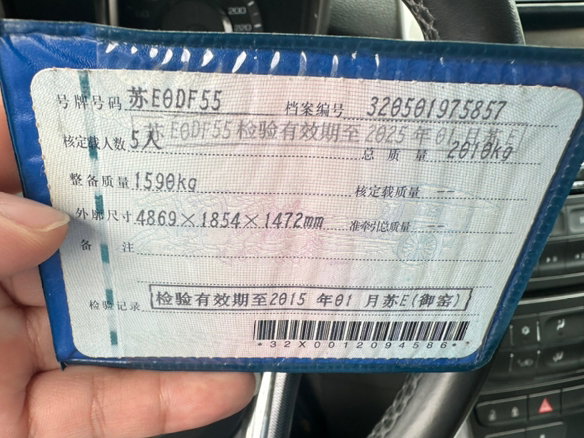 200
220
号牌号码 苏E0DF55 档案编号 320501975857
苏E0DF55检验有效期至2025年01月苏E
核定载人数 5人 总质量 2010kg
整备质量 1590kg 核定载质量 --
外廓尺寸 4869×1854×1472mm 准牵引总质量 --
备注
检验记录 检验有效期至2015年01月苏E(御窑)
*32X0012094586*